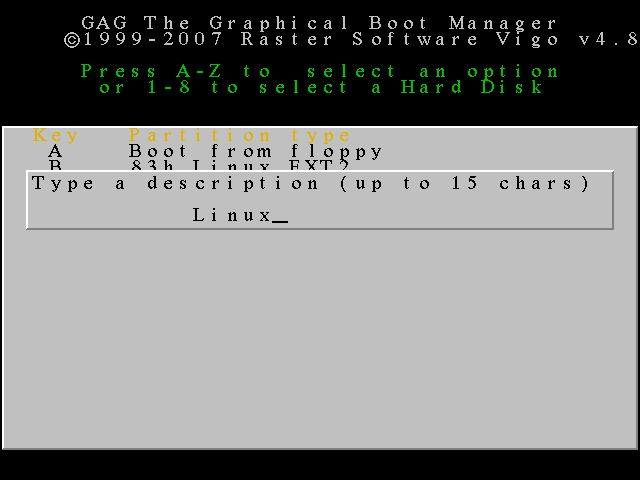 GAG The Graphical Boot Manager
©1999-2007 Raster Software Vigo v4.8
Press A-Z to select an option
or 1-8 to select a Hard Disk
Key Partition type
A Boot from floppy
B 83h Linux EXT2
Type a description (up to 15 chars)
Linux_